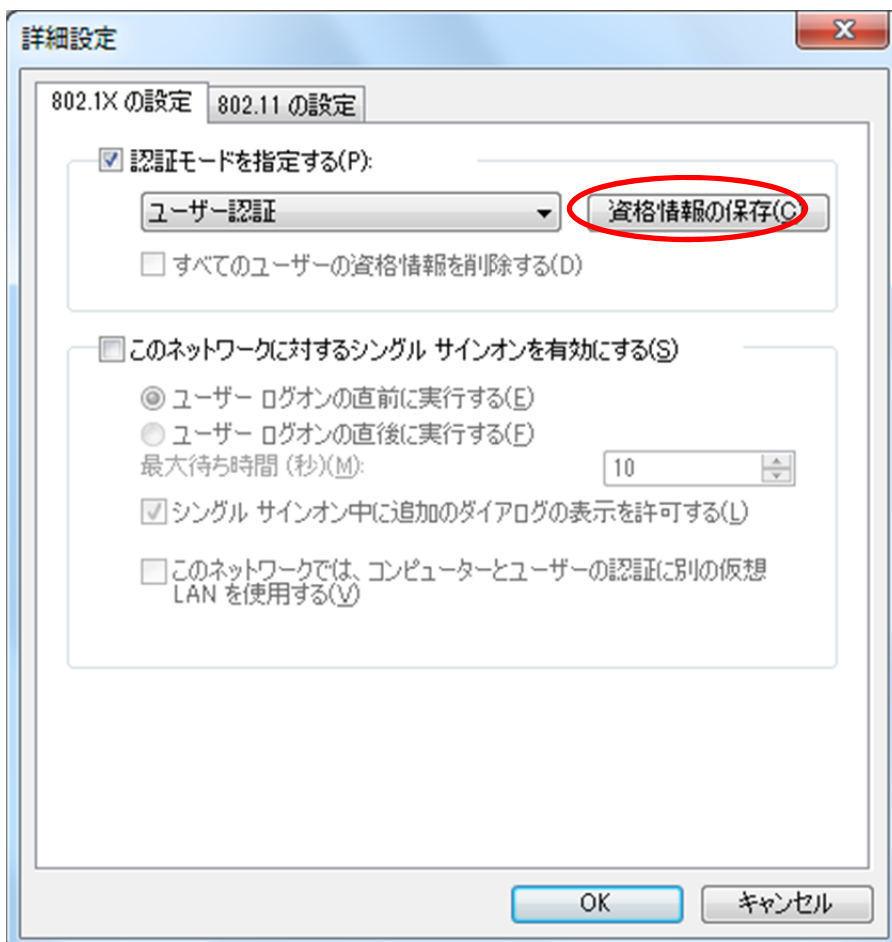 詳細設定
802.1X の設定
802.11 の設定
認証モードを指定する(P):
ユーザー認証
資格情報の保存(C)
すべてのユーザーの資格情報を削除する(D)
このネットワークに対するシングル サインオンを有効にする(S)
ユーザー ログオンの直前に実行する(E)
ユーザー ログオンの直後に実行する(F)
最大待ち時間 (秒)(M):
10
シングル サインオン中に追加のダイアログの表示を許可する(L)
このネットワークでは、コンピューターとユーザーの認証に別の仮想
LAN を使用する(V)
OK
キャンセル